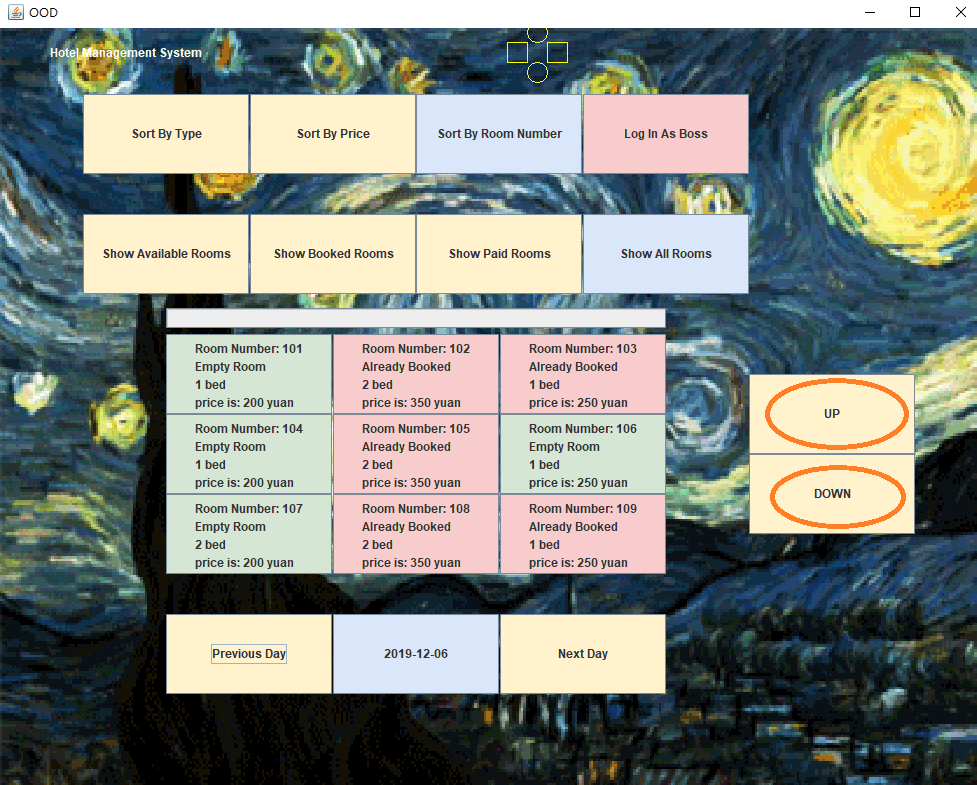 OOD
Hotel Management System
Sort By Type
Sort By Price
Sort By Room Number
Log In As Boss
Show Available Rooms
Show Booked Rooms
Show Paid Rooms
Show All Rooms
Room Number: 101
Empty Room
1 bed
price is: 200 yuan
Room Number: 102
Already Booked
2 bed
price is: 350 yuan
Room Number: 103
Already Booked
1 bed
price is: 250 yuan
Room Number: 104
Empty Room
1 bed
price is: 200 yuan
Room Number: 105
Already Booked
2 bed
price is: 350 yuan
Room Number: 106
Empty Room
1 bed
price is: 250 yuan
Room Number: 107
Empty Room
2 bed
price is: 200 yuan
Room Number: 108
Already Booked
2 bed
price is: 350 yuan
Room Number: 109
Already Booked
1 bed
price is: 250 yuan
UP
DOWN
Previous Day
2019-12-06
Next Day